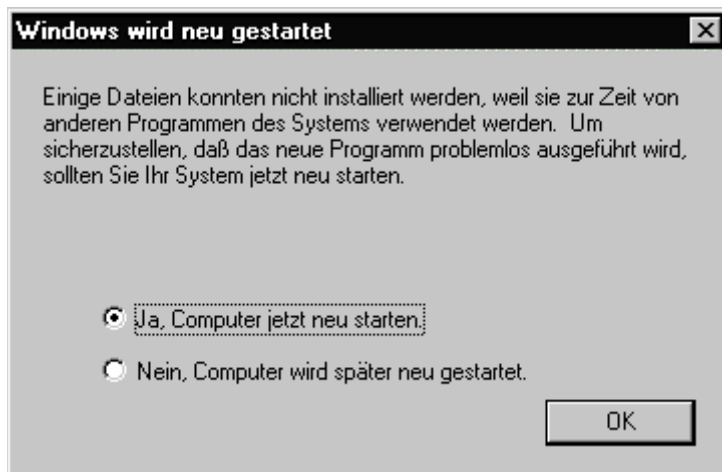 Windows wird neu gestartet
Einige Dateien konnten nicht installiert werden, weil sie zur Zeit von
anderen Programmen des Systems verwendet werden.  Um
sicherzustellen, daß das neue Programm problemlos ausgeführt wird,
sollten Sie Ihr System jetzt neu starten.
Ja, Computer jetzt neu starten.
Nein, Computer wird später neu gestartet.
OK